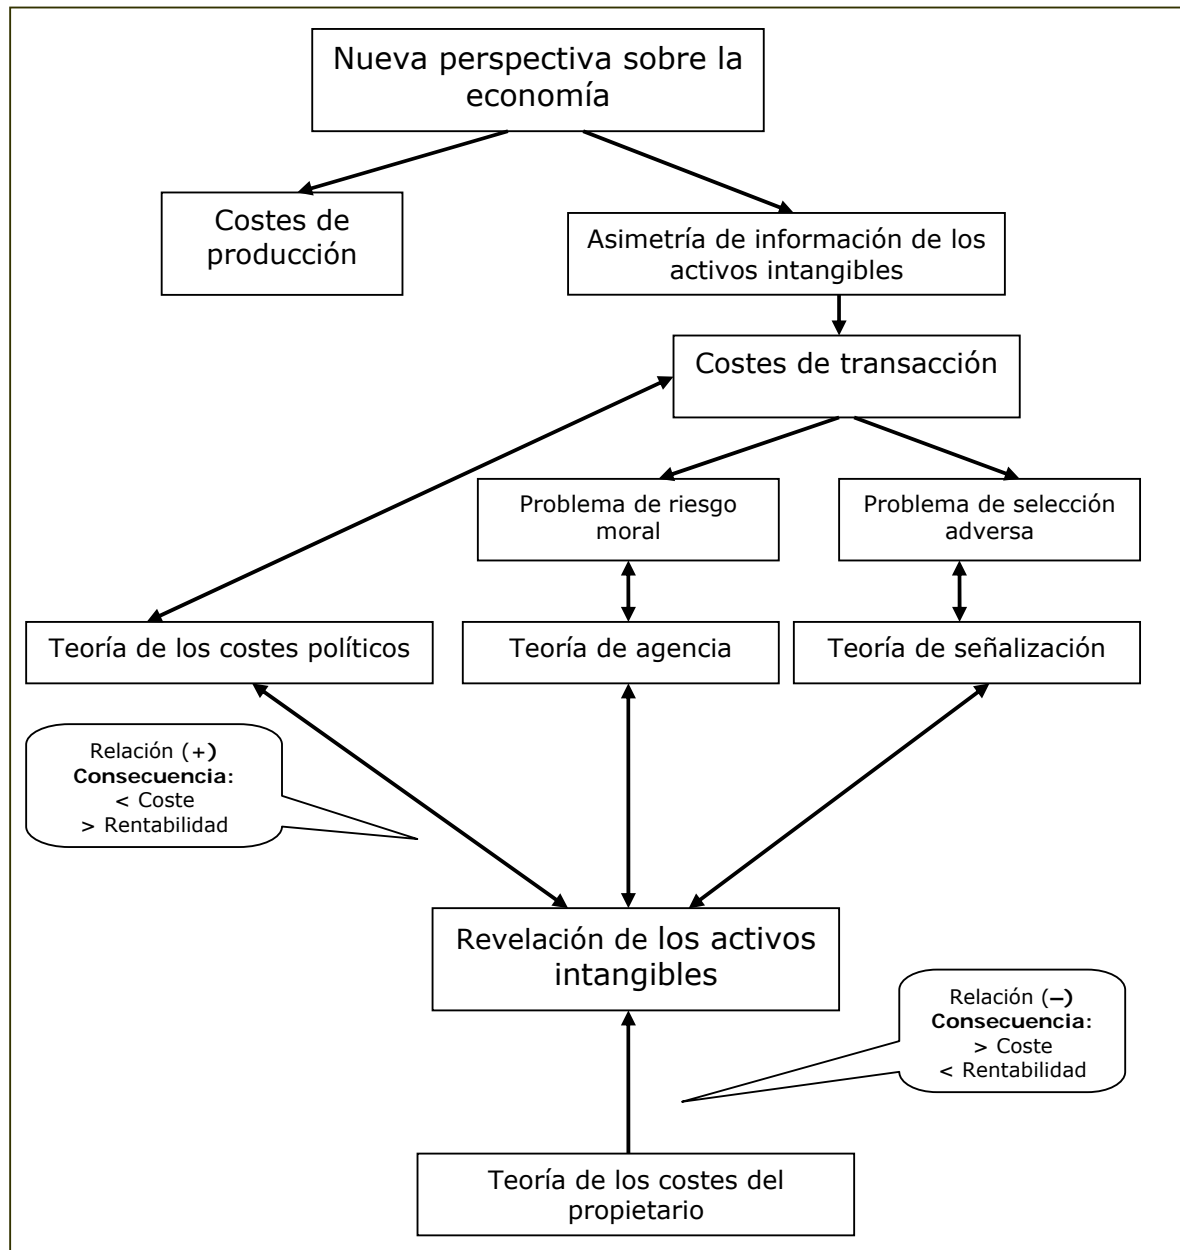 Nueva perspectiva sobre la
economía
Costes de
producción
Asimetría de información de los
activos intangibles
Costes de transacción
Problema de riesgo
moral
Problema de selección
adversa
Teoría de los costes políticos
Teoría de agencia
Teoría de señalización
Relación (+)
Consecuencia:
< Coste
> Rentabilidad
Revelación de los activos
intangibles
Relación (–)
Consecuencia:
> Coste
< Rentabilidad
Teoría de los costes del
propietario